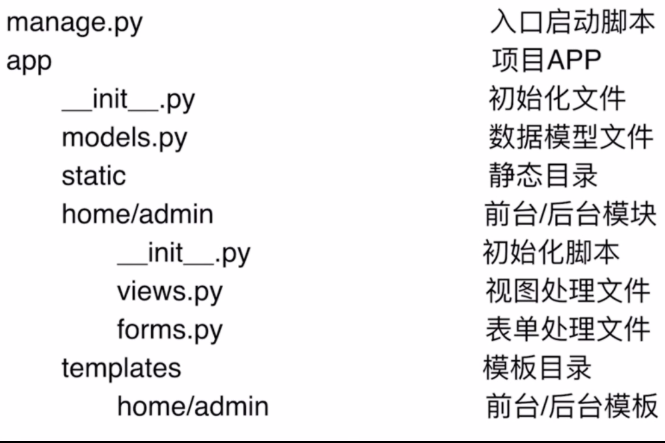 manage.py 入口启动脚本
app 项目APP
__init__.py 初始化文件
models.py 数据模型文件
static 静态目录
home/admin 前台/后台模块
__init__.py 初始化脚本
views.py 视图处理文件
forms.py 表单处理文件
templates 模板目录
home/admin 前台/后台模板